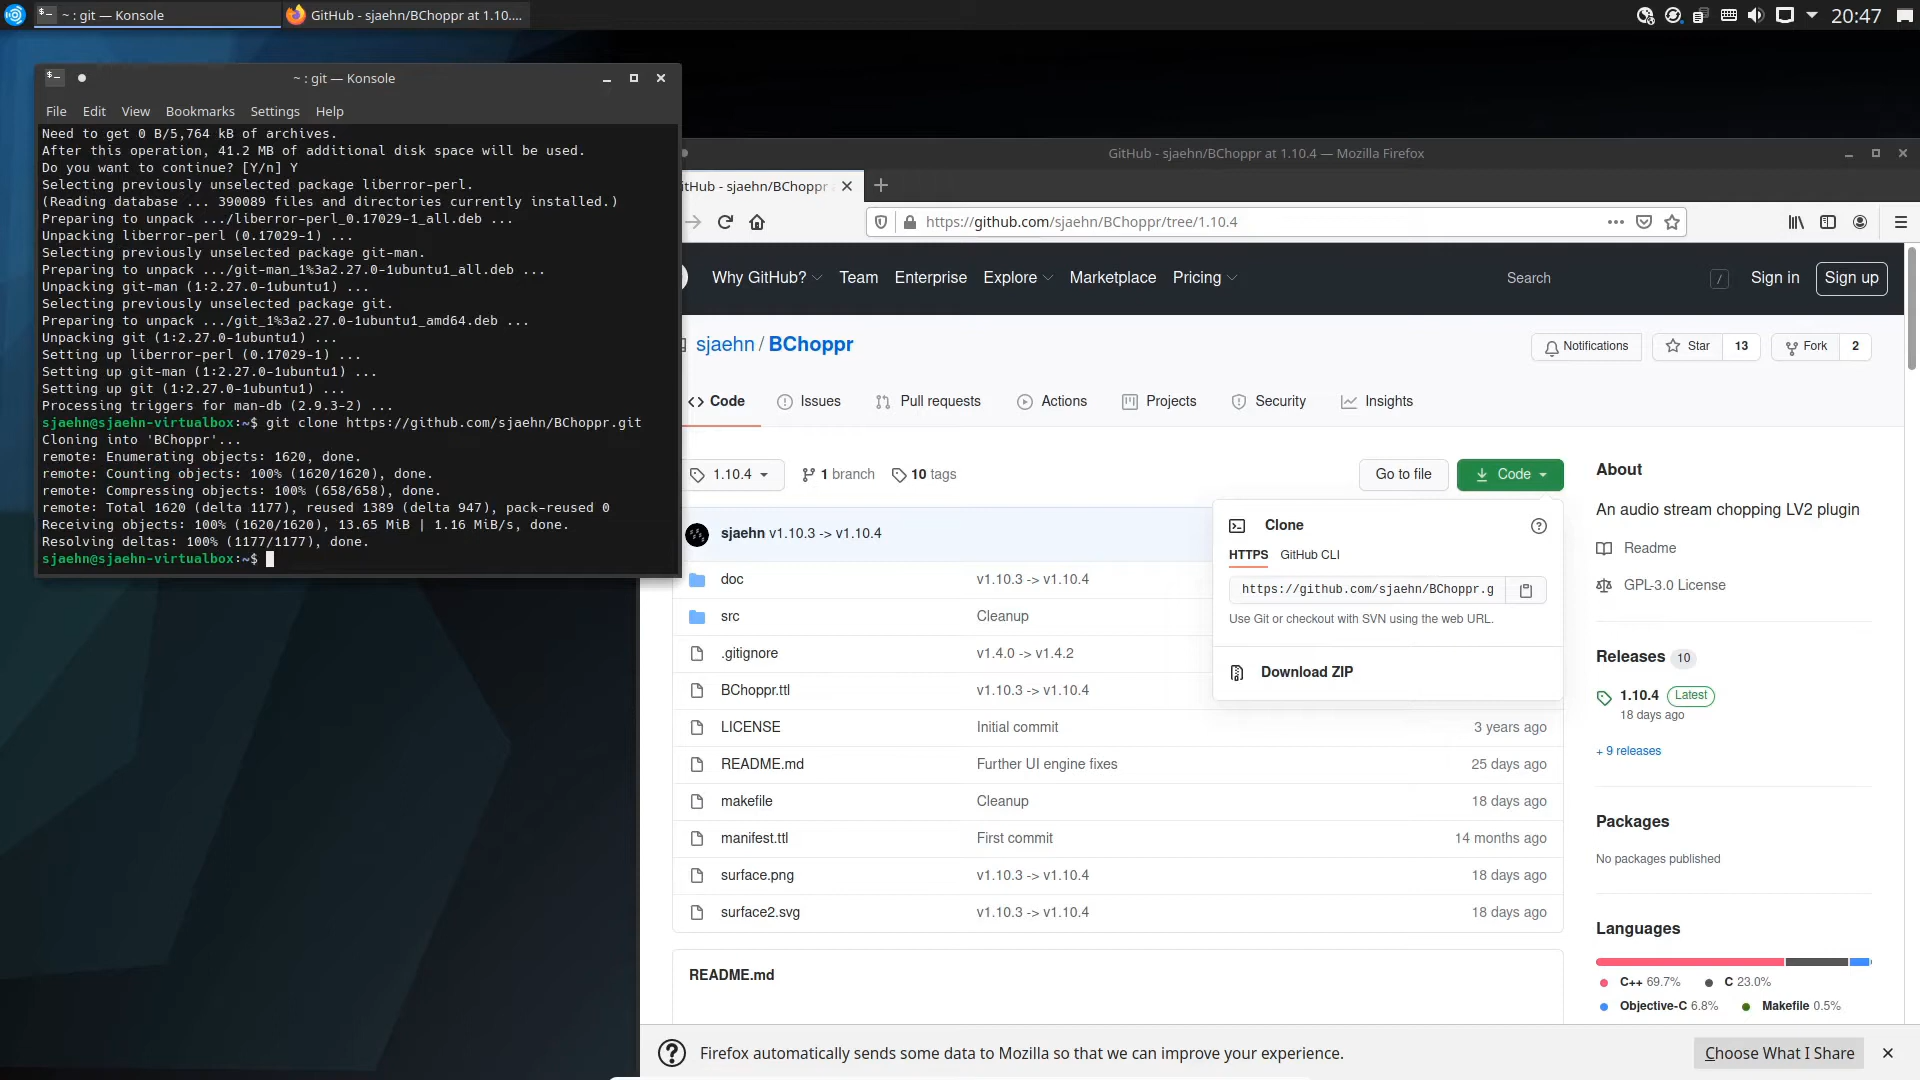 ~ : git — Konsole
GitHub - sjaehn/BChoppr at 1.10....
20:47
~ : git — Konsole
File Edit View Bookmarks Settings Help
Need to get 0 B/5,764 kB of archives.
After this operation, 41.2 MB of additional disk space will be used.
Do you want to continue? [Y/n] Y
Selecting previously unselected package liberror-perl.
(Reading database ... 390089 files and directories currently installed.)
Preparing to unpack .../liberror-perl_0.17029-1_all.deb ...
Unpacking liberror-perl (0.17029-1) ...
Selecting previously unselected package git-man.
Preparing to unpack .../git-man_1%3a2.27.0-1ubuntu1_all.deb ...
Unpacking git-man (1:2.27.0-1ubuntu1) ...
Selecting previously unselected package git.
Preparing to unpack .../git_1%3a2.27.0-1ubuntu1_amd64.deb ...
Unpacking git (1:2.27.0-1ubuntu1) ...
Setting up liberror-perl (0.17029-1) ...
Setting up git-man (1:2.27.0-1ubuntu1) ...
Setting up git (1:2.27.0-1ubuntu1) ...
Processing triggers for man-db (2.9.3-2) ...
sjaehn@sjaehn-virtualbox:~$ git clone https://github.com/sjaehn/BChoppr.git
Cloning into 'BChoppr'...
remote: Enumerating objects: 1620, done.
remote: Counting objects: 100% (1620/1620), done.
remote: Compressing objects: 100% (658/658), done.
remote: Total 1620 (delta 1177), reused 1389 (delta 947), pack-reused 0
Receiving objects: 100% (1620/1620), 13.65 MiB | 1.16 MiB/s, done.
Resolving deltas: 100% (1177/1177), done.
sjaehn@sjaehn-virtualbox:~$
GitHub - sjaehn/BChoppr at 1.10.4 — Mozilla Firefox
itHub - sjaehn/BChoppr
https://github.com/sjaehn/BChoppr/tree/1.10.4
Why GitHub? Team Enterprise Explore Marketplace Pricing Search / Sign in Sign up
sjaehn / BChoppr
Notifications Star 13 Fork 2
Code Issues Pull requests Actions Projects Security Insights
1.10.4 1 branch 10 tags Go to file Code
sjaehn v1.10.3 -> v1.10.4
doc v1.10.3 -> v1.10.4
src Cleanup
.gitignore v1.4.0 -> v1.4.2
BChoppr.ttl v1.10.3 -> v1.10.4
LICENSE Initial commit 3 years ago
README.md Further UI engine fixes 25 days ago
makefile Cleanup 18 days ago
manifest.ttl First commit 14 months ago
surface.png v1.10.3 -> v1.10.4 18 days ago
surface2.svg v1.10.3 -> v1.10.4 18 days ago
README.md
Clone
HTTPS GitHub CLI
https://github.com/sjaehn/BChoppr.g
Use Git or checkout with SVN using the web URL.
Download ZIP
About
An audio stream chopping LV2 plugin
Readme
GPL-3.0 License
Releases 10
1.10.4 Latest
18 days ago
+ 9 releases
Packages
No packages published
Languages
C++ 69.7% C 23.0%
Objective-C 6.8% Makefile 0.5%
Firefox automatically sends some data to Mozilla so that we can improve your experience.
Choose What I Share